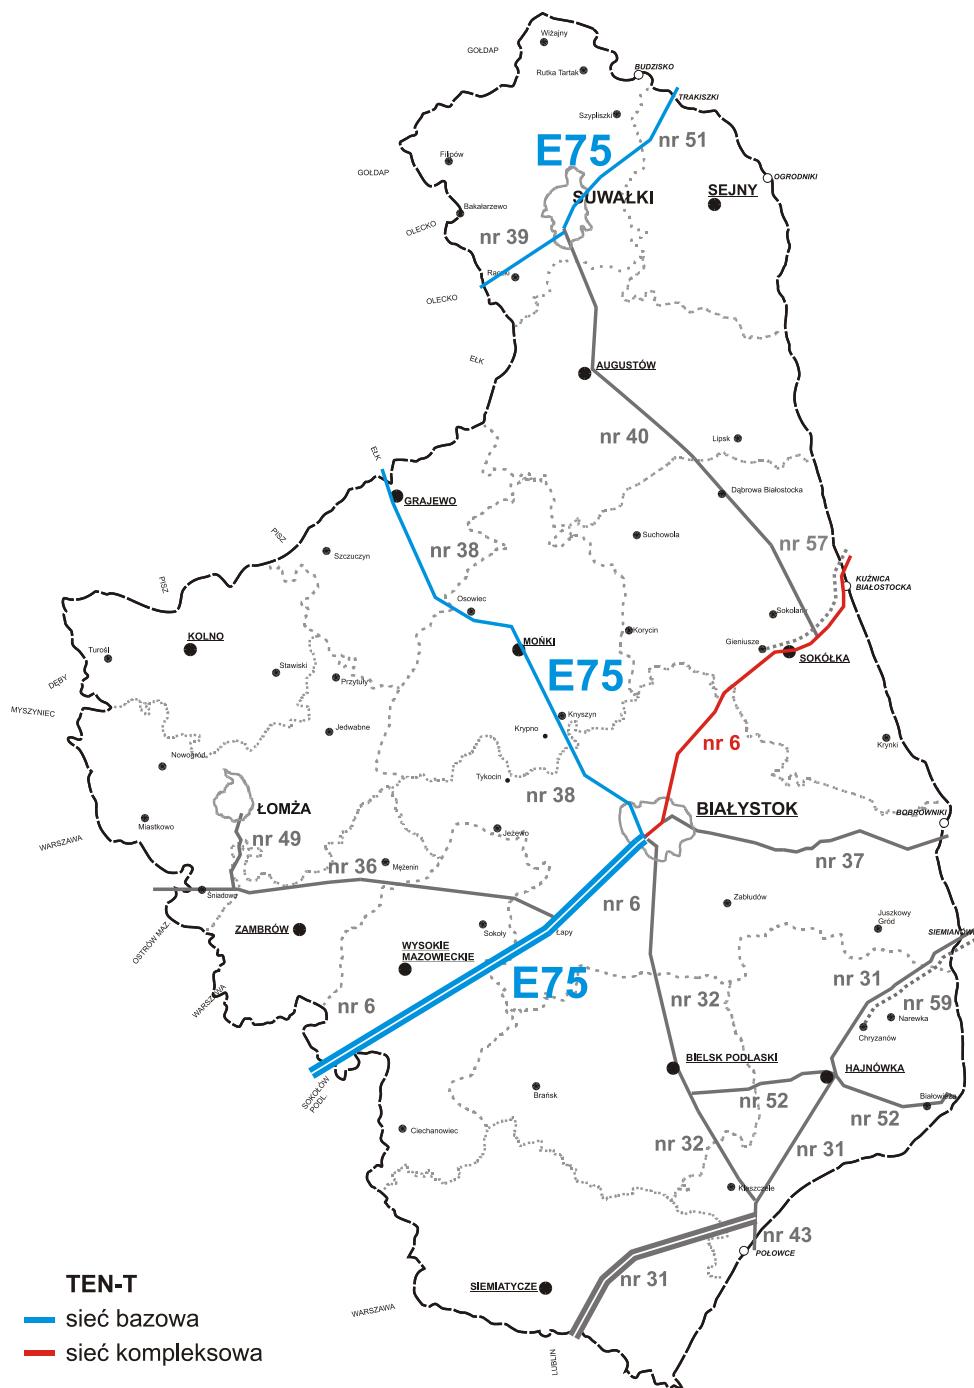 Wiżajny
GOŁDAP
Rutka Tartak
BUDZISKO
TRAKISZKI
Szypliszki
E75
nr 51
Filipów
GOŁDAP
OGRODNIKI
SEJNY
SUWAŁKI
Bakałarzewo
OLECKO
nr 39
Raczki
OLECKO
EŁK
AUGUSTÓW
nr 40
Lipsk
EŁK
Dąbrowa Białostocka
GRAJEWO
PISZ
Szczuczyn
nr 38
Suchowola
nr 57
PISZ
KUŹNICA
BIAŁOSTOCKA
Osowiec
Sokolany
Korycin
KOLNO
MOŃKI
Gieniusze
SOKÓŁKA
Turośl
Stawiski
Przytuły
E75
DĘBY
MYSZYNIEC
Knyszyn
Jedwabne
Krypno
nr 6
Krynki
Nowogród
Tykocin
nr 38
ŁOMŻA
BIAŁYSTOK
BOBROWNIKI
Miastkowo
nr 49
Jeżewo
WARSZAWA
nr 37
Mężenin
nr 36
Śniadowo
nr 6
Zabłudów
Juszkowy
Gród
SIEMIANÓWKA
OSTRÓW MAZ.
ZAMBRÓW
Sokoły
Łapy
WYSOKIE
MAZOWIECKIE
E75
nr 31
WARSZAWA
nr 6
nr 32
nr 59
Narewka
Chryzanów
BIELSK PODLASKI
HAJNÓWKA
SOKOŁÓW
PODL.
Brańsk
nr 52
Białowieża
nr 52
Ciechanowiec
nr 32
nr 31
Kleszczele
nr 43
POŁOWCE
nr 31
SIEMIATYCZE
WARSZAWA
LUBLIN
TEN-T
sieć bazowa
sieć kompleksowa